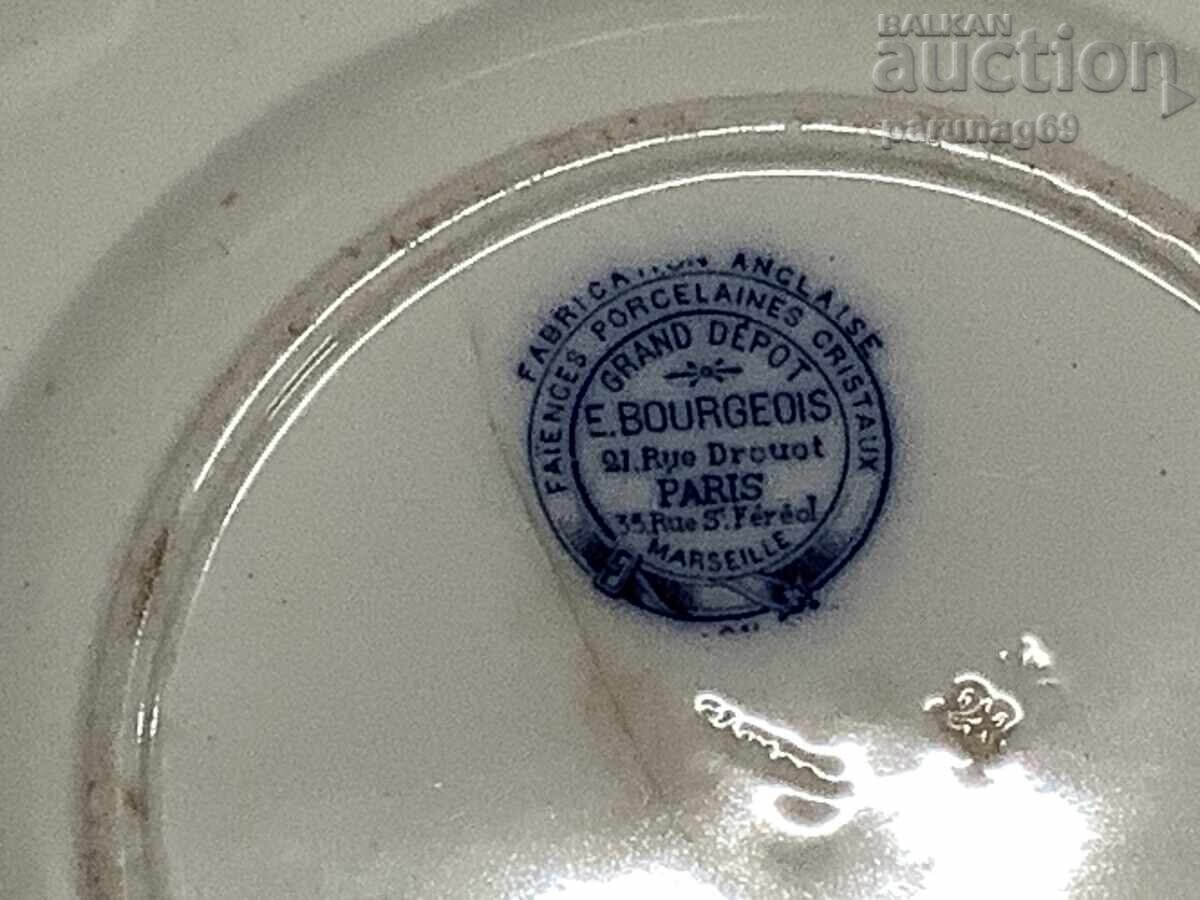 BALKAN
auction
parunag69
FABRICATION ANGLAISE
FAÏENCES PORCELAINES CRISTAUX
GRAND DÉPOT
E. BOURGEOIS
21. Rue Drouot
PARIS
35, Rue St. Féréol
MARSEILLE